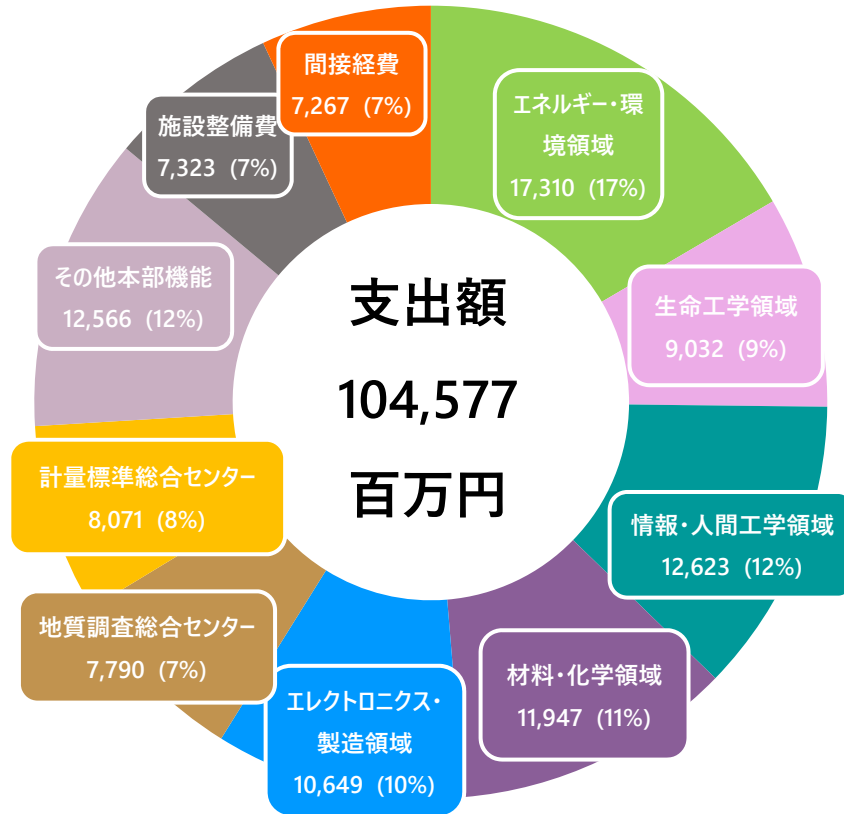 支出額
104,577
百万円
エネルギー・環
境領域
17,310 (17%)
生命工学領域
9,032 (9%)
情報・人間工学領域
12,623 (12%)
材料・化学領域
11,947 (11%)
エレクトロニクス・
製造領域
10,649 (10%)
地質調査総合センター
7,790 (7%)
計量標準総合センター
8,071 (8%)
その他本部機能
12,566 (12%)
施設整備費
7,323 (7%)
間接経費
7,267 (7%)